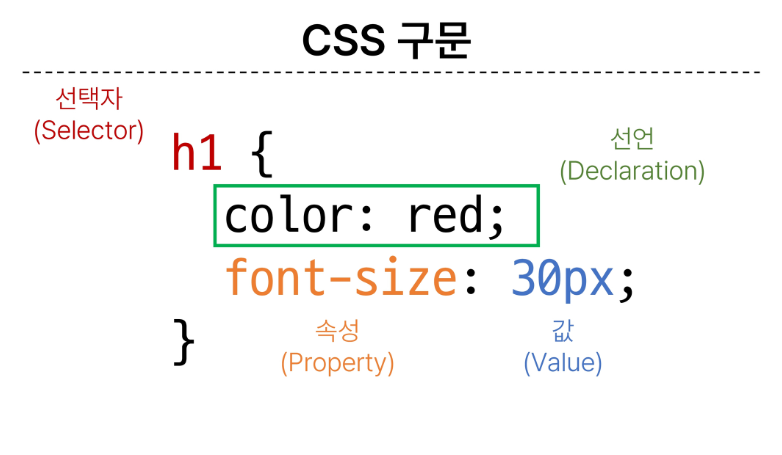 CSS 구문
선택자
(Selector)
h1 {
선언
(Declaration)
color: red;
font-size: 30px;
}
속성
(Property)
값
(Value)